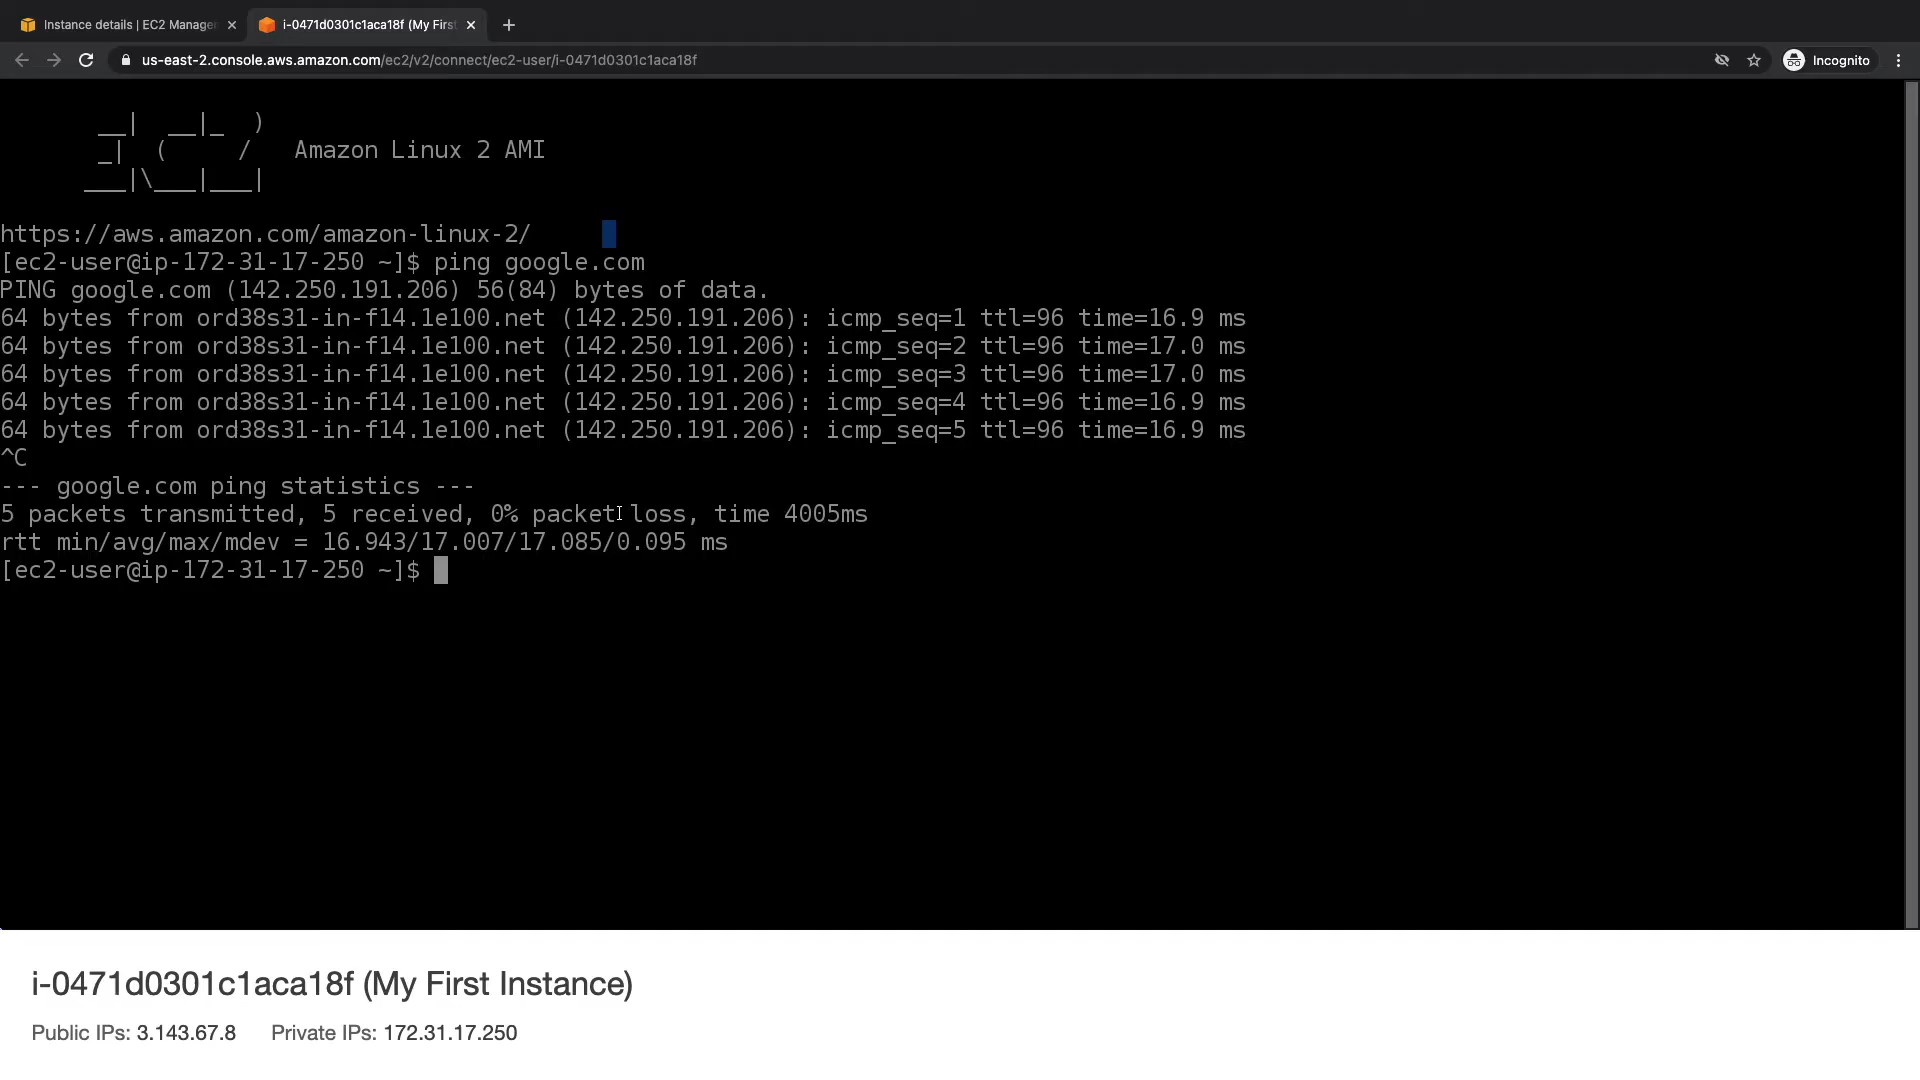 Instance details | EC2 Manage
i-0471d0301c1aca18f (My First
us-east-2.console.aws.amazon.com/ec2/v2/connect/ec2-user/i-0471d0301c1aca18f
Incognito
__|  __|_  )
_|  (     /   Amazon Linux 2 AMI
___|\___|___|
https://aws.amazon.com/amazon-linux-2/
[ec2-user@ip-172-31-17-250 ~]$ ping google.com
PING google.com (142.250.191.206) 56(84) bytes of data.
64 bytes from ord38s31-in-f14.1e100.net (142.250.191.206): icmp_seq=1 ttl=96 time=16.9 ms
64 bytes from ord38s31-in-f14.1e100.net (142.250.191.206): icmp_seq=2 ttl=96 time=17.0 ms
64 bytes from ord38s31-in-f14.1e100.net (142.250.191.206): icmp_seq=3 ttl=96 time=17.0 ms
64 bytes from ord38s31-in-f14.1e100.net (142.250.191.206): icmp_seq=4 ttl=96 time=16.9 ms
64 bytes from ord38s31-in-f14.1e100.net (142.250.191.206): icmp_seq=5 ttl=96 time=16.9 ms
^C
--- google.com ping statistics ---
5 packets transmitted, 5 received, 0% packet loss, time 4005ms
rtt min/avg/max/mdev = 16.943/17.007/17.085/0.095 ms
[ec2-user@ip-172-31-17-250 ~]$
i-0471d0301c1aca18f (My First Instance)
Public IPs: 3.143.67.8 Private IPs: 172.31.17.250